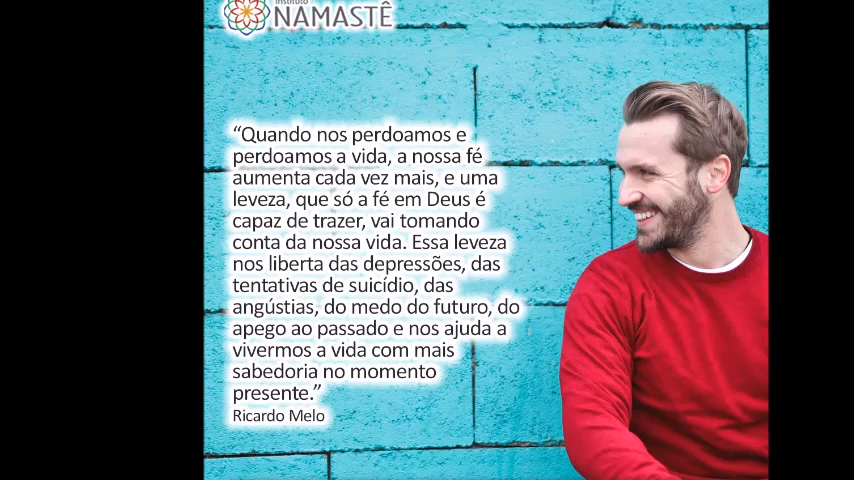 Instituto
NAMASTÊ
“Quando nos perdoamos e
perdoamos a vida, a nossa fé
aumenta cada vez mais, e uma
leveza, que só a fé em Deus é
capaz de trazer, vai tomando
conta da nossa vida. Essa leveza
nos liberta das depressões, das
tentativas de suicídio, das
angústias, do medo do futuro, do
apego ao passado e nos ajuda a
vivermos a vida com mais
sabedoria no momento
presente.”
Ricardo Melo